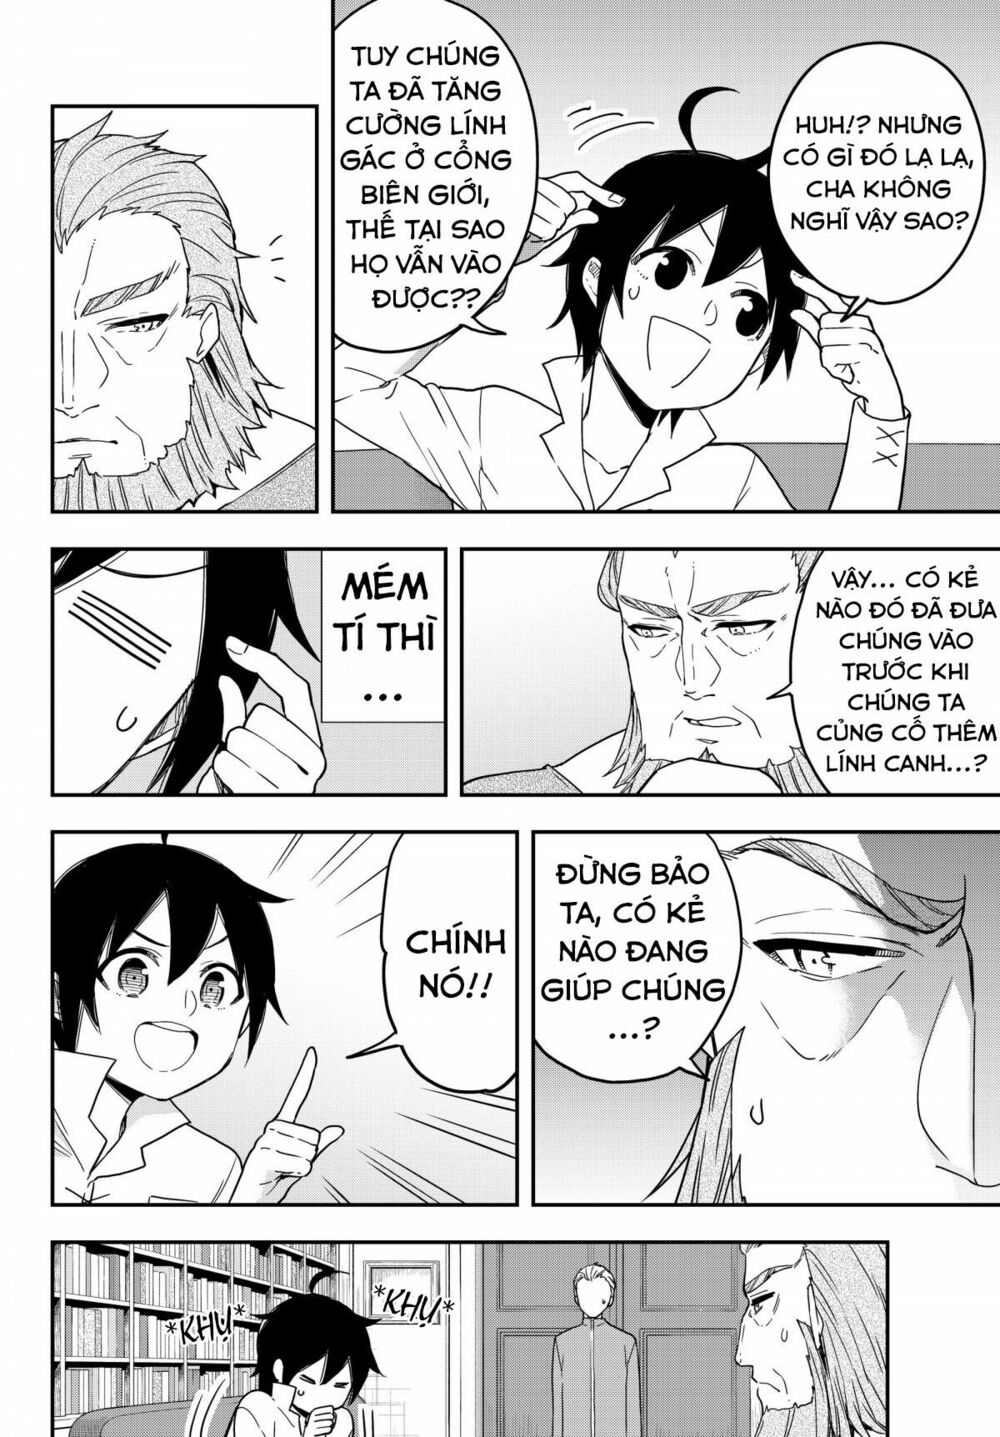 HUH!? NHƯNG
CÓ GÌ ĐÓ LẠ LẠ,
CHA KHÔNG
NGHĨ VẬY SAO?
TUY CHÚNG
TA ĐÃ TĂNG
CƯỜNG LÍNH
GÁC Ở CỔNG
BIÊN GIỚI,
THẾ TẠI SAO
HỌ VẪN VÀO
ĐƯỢC??
VẬY... CÓ KẺ
NÀO ĐÓ ĐÃ ĐƯA
CHÚNG VÀO
TRƯỚC KHI
CHÚNG TA
CỦNG CỐ THÊM
LÍNH CANH...?
MÉM
TÍ THÌ
...
ĐỪNG BẢO
TA, CÓ KẺ
NÀO ĐANG
GIÚP CHÚNG
...?
CHÍNH
NÓ!!
*KHỤ*
*KHỤ*